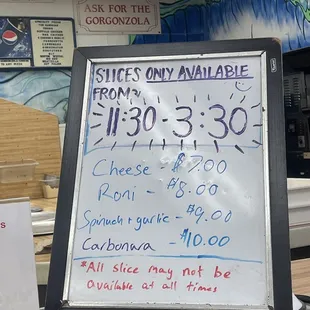 ASK FOR THE
GORGONZOLA
SLICES ONLY AVAILABLE
FROM:
11:30 - 3:30
Cheese - $7.00
Roni - $8.00
Spinach + garlic - $9.00
Carbonara - $10.00
*All slice may not be
available at all times